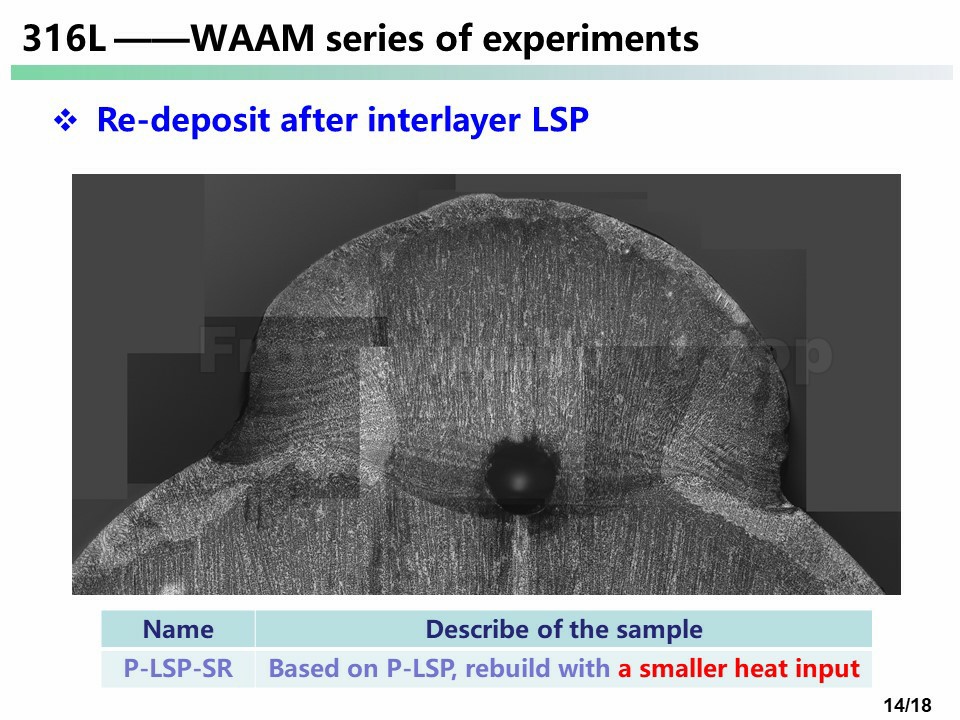 316L ——WAAM series of experiments
❖ Re-deposit after interlayer LSP
Name Describe of the sample
P-LSP-SR Based on P-LSP, rebuild with a smaller heat input
14/18